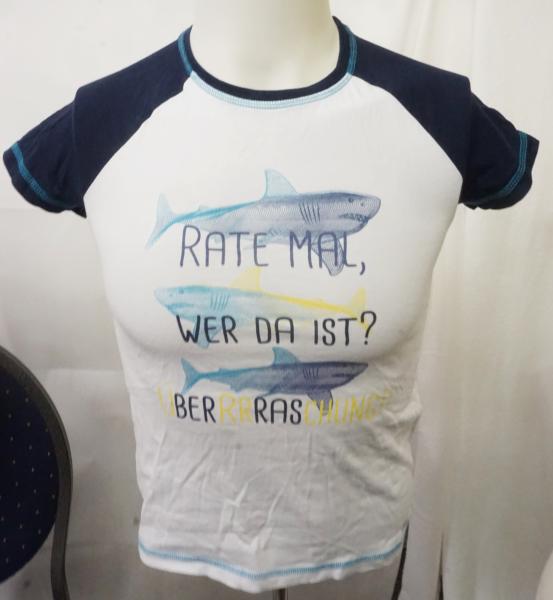 RATE MAL,
WER DA IST?
ÜBERRRRASCHUNG!